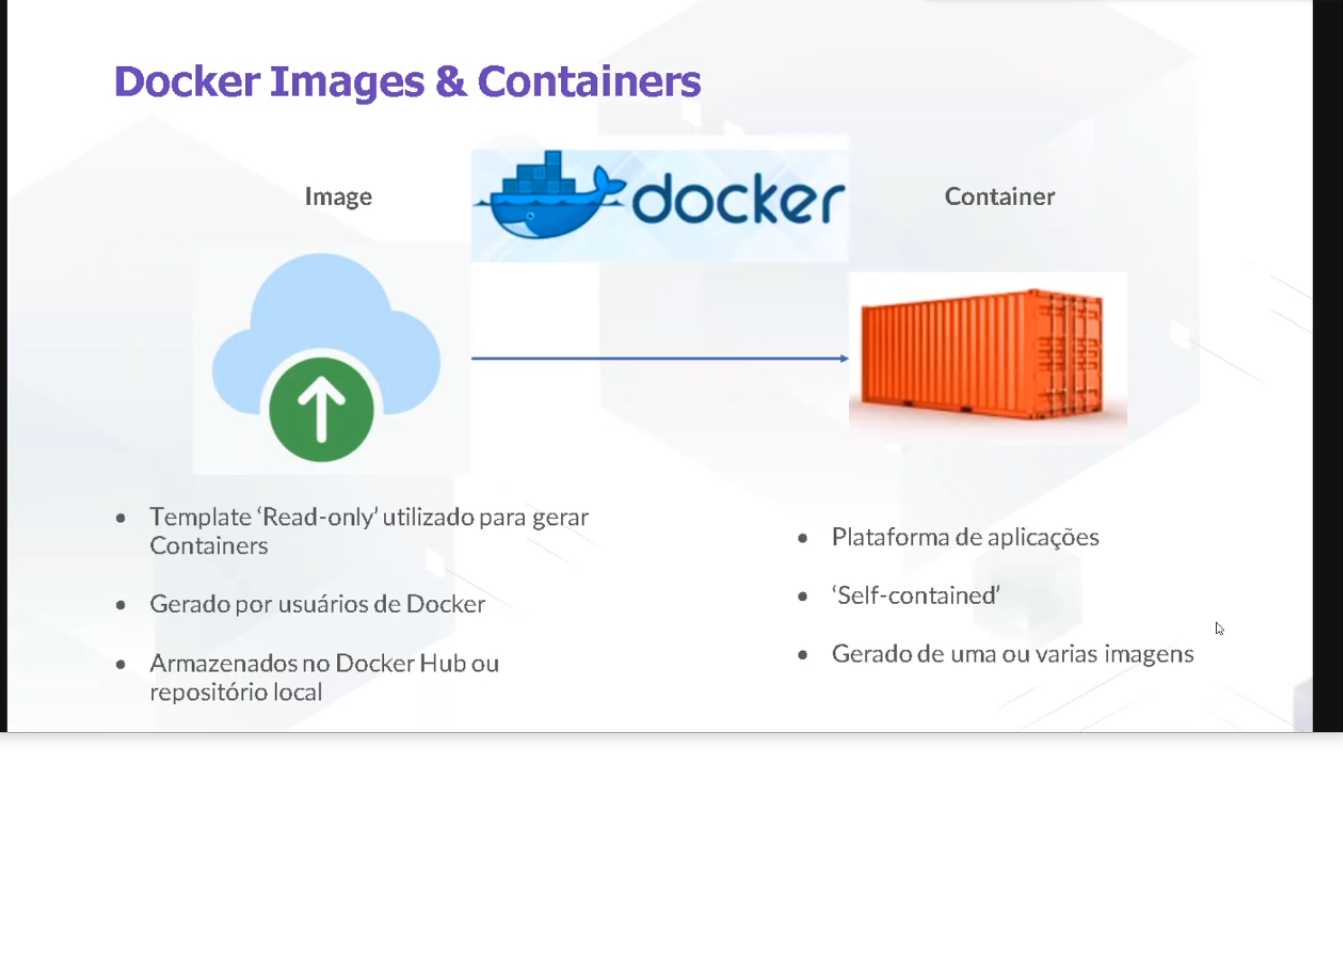 Docker Images & Containers
Image
docker
Container
• Template ‘Read-only’ utilizado para gerar
Containers
• Gerado por usuários de Docker
• Armazenados no Docker Hub ou
repositório local
• Plataforma de aplicações
• ‘Self-contained’
• Gerado de uma ou varias imagens